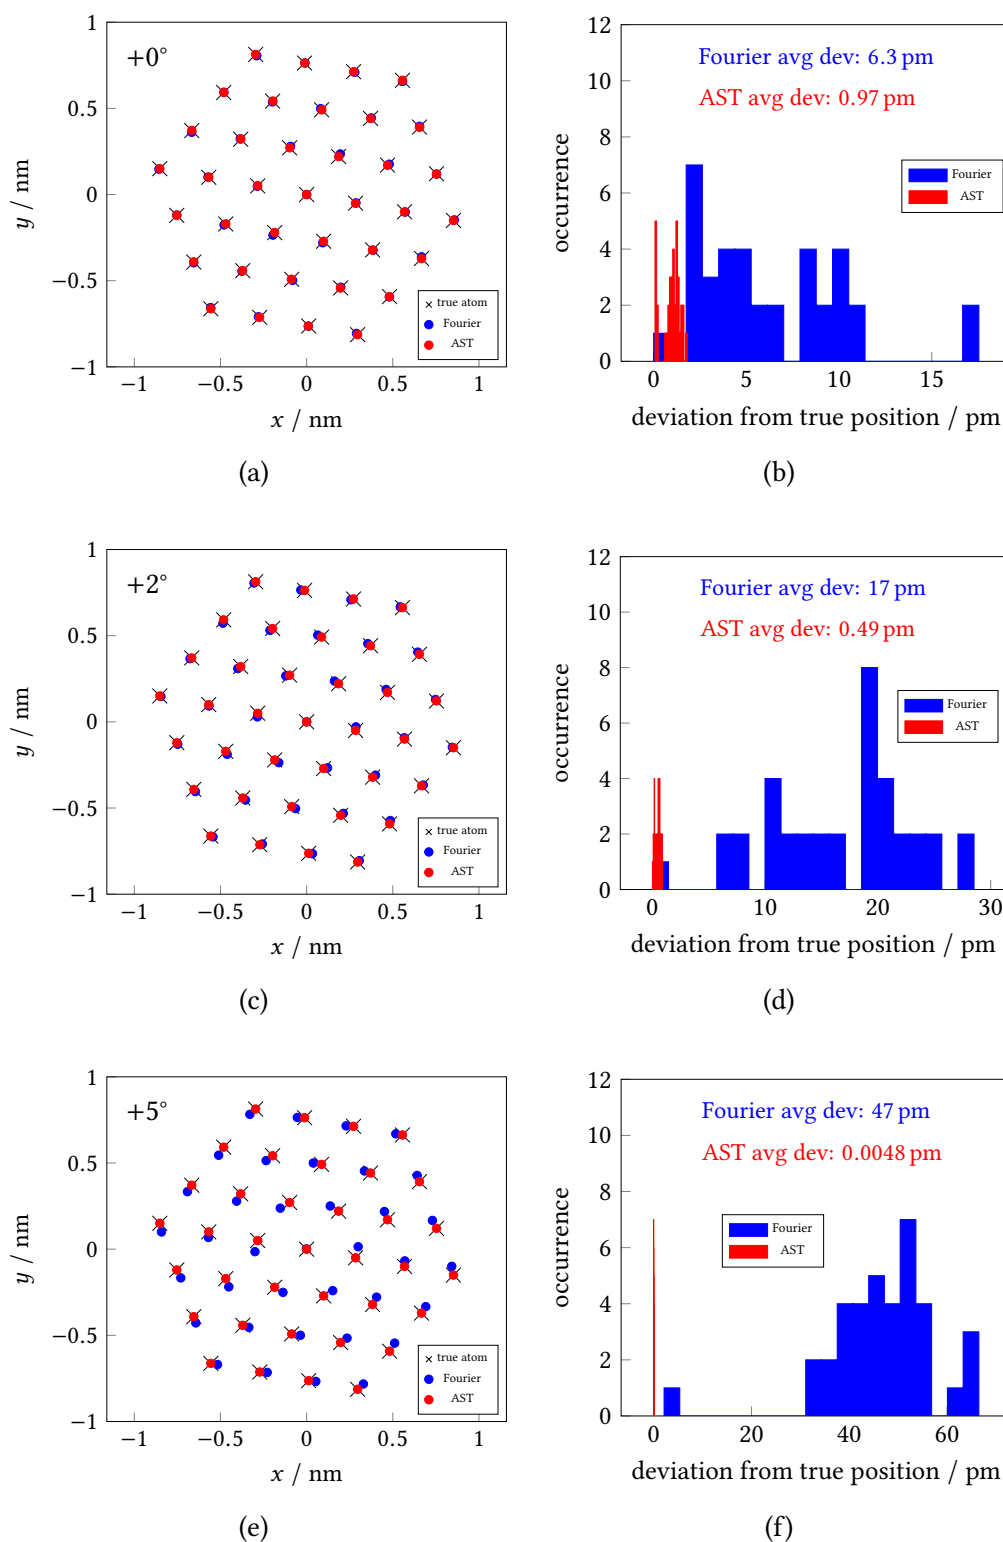 +0°
1
0.5
0
−0.5
−1
y / nm
−1 −0.5 0 0.5 1
x / nm
true atom
Fourier
AST
(a)
Fourier avg dev: 6.3 pm
AST avg dev: 0.97 pm
12
10
8
6
4
2
0
occurrence
Fourier
AST
0 5 10 15
deviation from true position / pm
(b)
+2°
1
0.5
0
−0.5
−1
y / nm
−1 −0.5 0 0.5 1
x / nm
true atom
Fourier
AST
(c)
Fourier avg dev: 17 pm
AST avg dev: 0.49 pm
12
10
8
6
4
2
0
occurrence
Fourier
AST
0 10 20 30
deviation from true position / pm
(d)
+5°
1
0.5
0
−0.5
−1
y / nm
−1 −0.5 0 0.5 1
x / nm
true atom
Fourier
AST
(e)
Fourier avg dev: 47 pm
AST avg dev: 0.0048 pm
12
10
8
6
4
2
0
occurrence
Fourier
AST
0 20 40 60
deviation from true position / pm
(f)